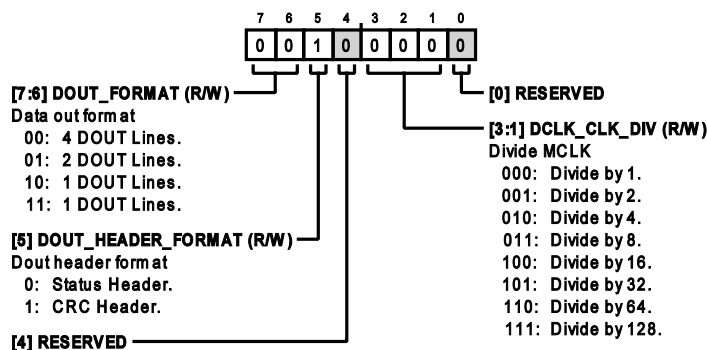 7 6 5 4 3 2 1 0
0 0 1 0 0 0 0 0
[7:6] DOUT_FORMAT (R/W)
Data out format
00: 4 DOUT Lines.
01: 2 DOUT Lines.
10: 1 DOUT Lines.
11: 1 DOUT Lines.
[5] DOUT_HEADER_FORMAT (R/W)
Dout header format
0: Status Header.
1: CRC Header.
[4] RESERVED
[0] RESERVED
[3:1] DCLK_CLK_DIV (R/W)
Divide MCLK
000: Divide by 1.
001: Divide by 2.
010: Divide by 4.
011: Divide by 8.
100: Divide by 16.
101: Divide by 32.
110: Divide by 64.
111: Divide by 128.